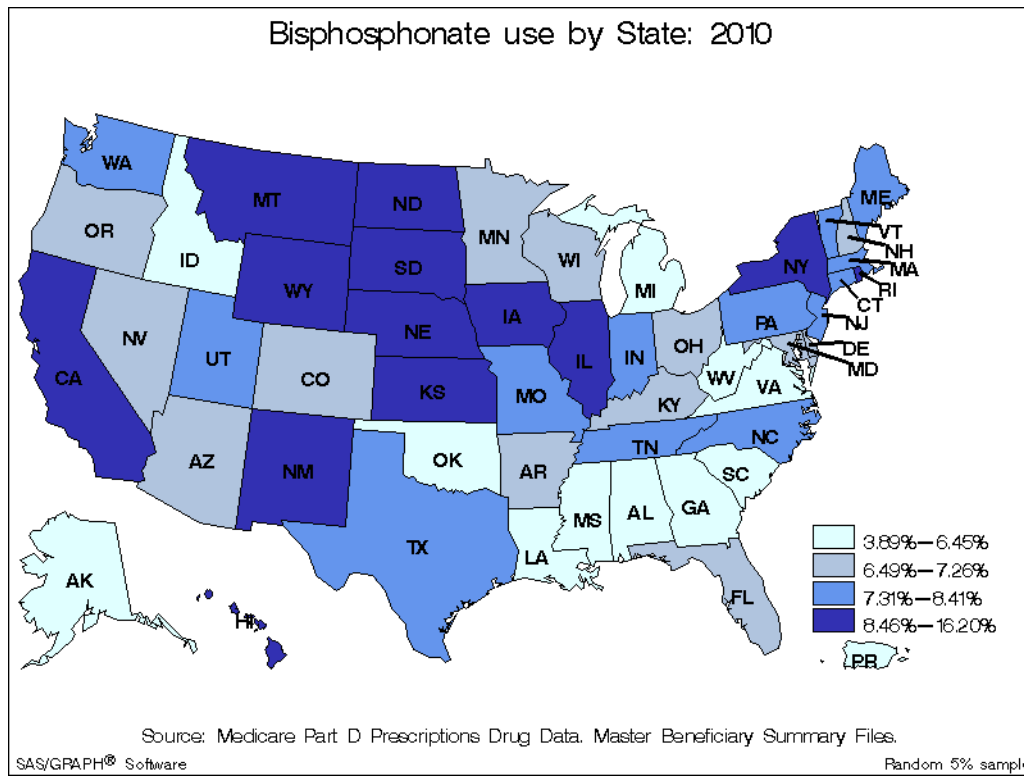 Bisphosphonate use by State: 2010
WA
MT
ND
MN
ME
OR
ID
SD
WI
MI
NY
VT
NH
MA
RI
CT
WY
NE
IA
PA
NJ
NV
UT
CO
IL
IN
OH
DE
MD
CA
KS
MO
WV
VA
KY
AZ
NM
OK
AR
TN
NC
SC
TX
LA
MS
AL
GA
FL
AK
HI
PR
3.89%–6.45%
6.49%–7.26%
7.31%–8.41%
8.46%–16.20%
Source: Medicare Part D Prescriptions Drug Data. Master Beneficiary Summary Files.
SAS/GRAPH® Software
Random 5% sample